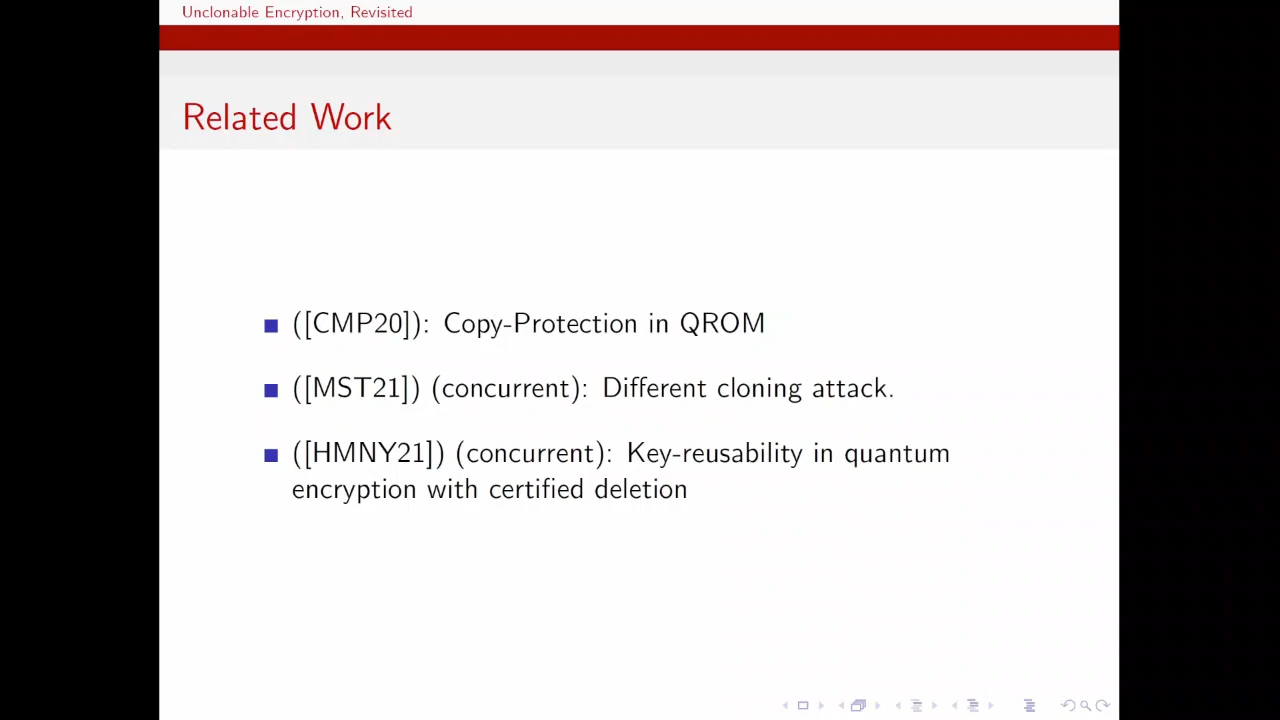 Unclonable Encryption, Revisited
Related Work
([CMP20]): Copy-Protection in QROM
([MST21]) (concurrent): Different cloning attack.
([HMNY21]) (concurrent): Key-reusability in quantum
encryption with certified deletion